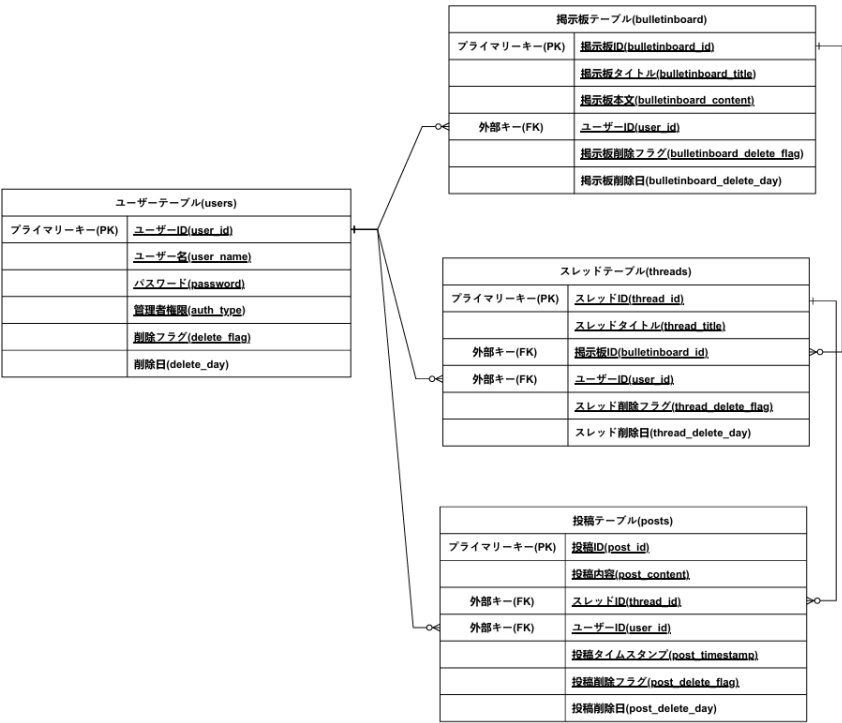 掲示板テーブル(bulletinboard)
プライマリーキー(PK) 掲示板ID(bulletinboard_id)
掲示板タイトル(bulletinboard_title)
掲示板本文(bulletinboard_content)
外部キー(FK) ユーザーID(user_id)
掲示板削除フラグ(bulletinboard_delete_flag)
掲示板削除日(bulletinboard_delete_day)
ユーザーテーブル(users)
プライマリーキー(PK) ユーザーID(user_id)
ユーザー名(user_name)
パスワード(password)
管理者権限(auth_type)
削除フラグ(delete_flag)
削除日(delete_day)
スレッドテーブル(threads)
プライマリーキー(PK) スレッドID(thread_id)
スレッドタイトル(thread_title)
外部キー(FK) 掲示板ID(bulletinboard_id)
外部キー(FK) ユーザーID(user_id)
スレッド削除フラグ(thread_delete_flag)
スレッド削除日(thread_delete_day)
投稿テーブル(posts)
プライマリーキー(PK) 投稿ID(post_id)
投稿内容(post_content)
外部キー(FK) スレッドID(thread_id)
外部キー(FK) ユーザーID(user_id)
投稿タイムスタンプ(post_timestamp)
投稿削除フラグ(post_delete_flag)
投稿削除日(post_delete_day)